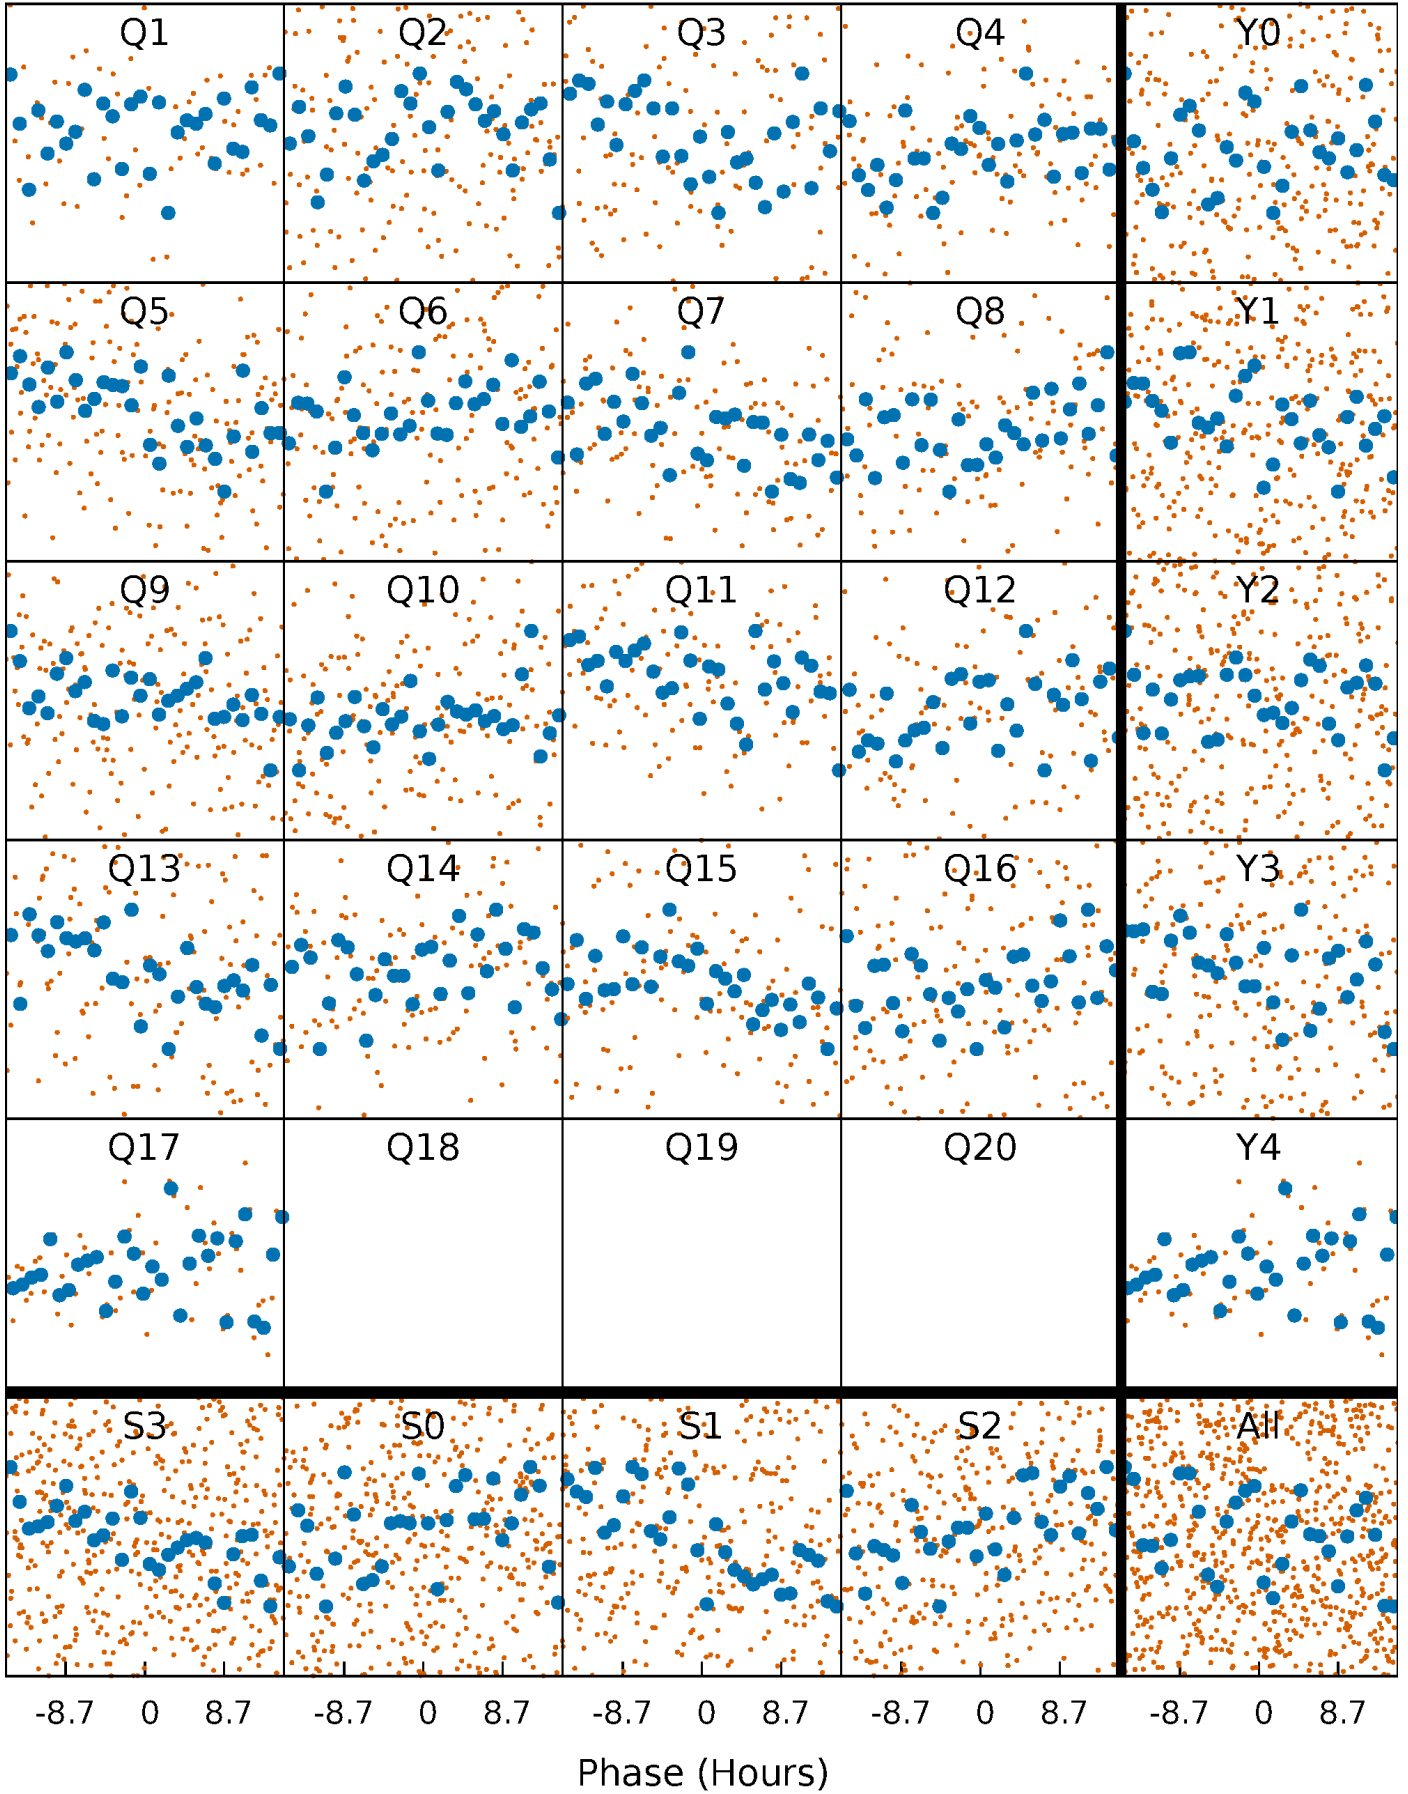 Q1 Q2 Q3 Q4 Y0
Q5 Q6 Q7 Q8 Y1
Q9 Q10 Q11 Q12 Y2
Q13 Q14 Q15 Q16 Y3
Q17 Q18 Q19 Q20 Y4
S3 S0 S1 S2 All
-8.7 0 8.7 -8.7 0 8.7 -8.7 0 8.7 -8.7 0 8.7 -8.7 0 8.7
Phase (Hours)